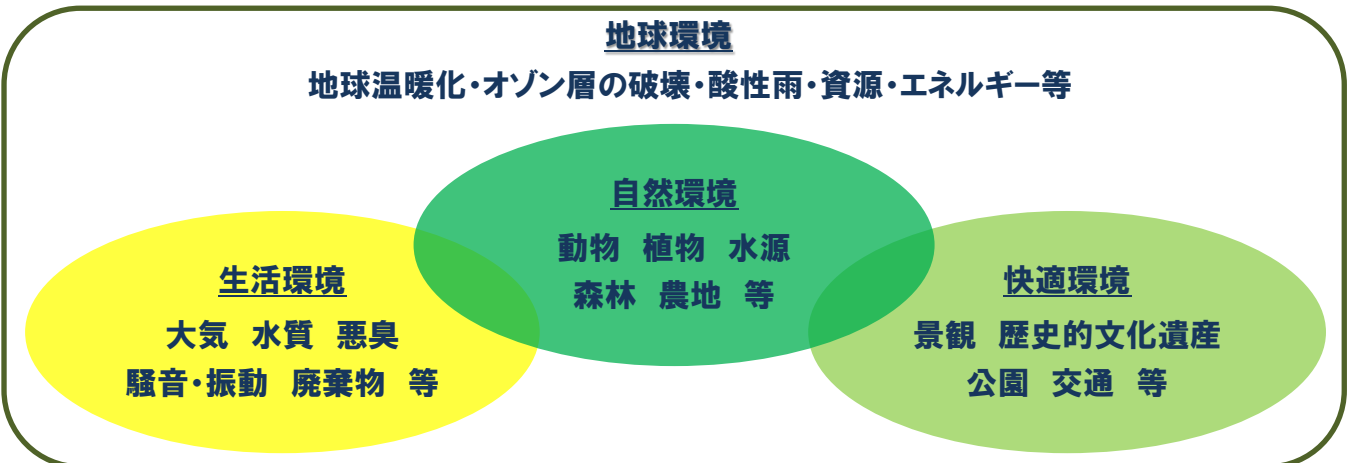 地球環境
地球温暖化・オゾン層の破壊・酸性雨・資源・エネルギー等
自然環境
動物　植物　水源
森林　農地　等
生活環境
大気　水質　悪臭
騒音・振動　廃棄物　等
快適環境
景観　歴史的文化遺産
公園　交通　等